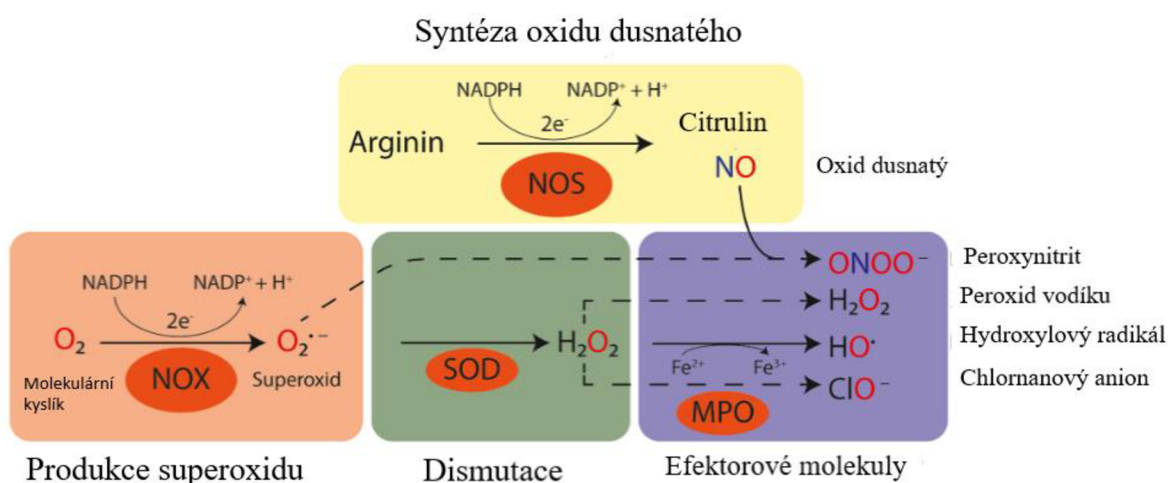 Syntéza oxidu dusnatého
NADPH NADP⁺ + H⁺
2e⁻
Arginin
Citrulin
NOS
NO
Oxid dusnatý
NADPH NADP⁺ + H⁺
2e⁻
O₂
O₂•⁻
NOX
Molekulární
kyslík
Superoxid
SOD
H₂O₂
ONOO⁻ Peroxynitrit
H₂O₂ Peroxid vodíku
HO• Hydroxylový radikál
Fe²⁺ Fe³⁺
ClO⁻ Chlornanový anion
MPO
Produkce superoxidu
Dismutace
Efektorové molekuly